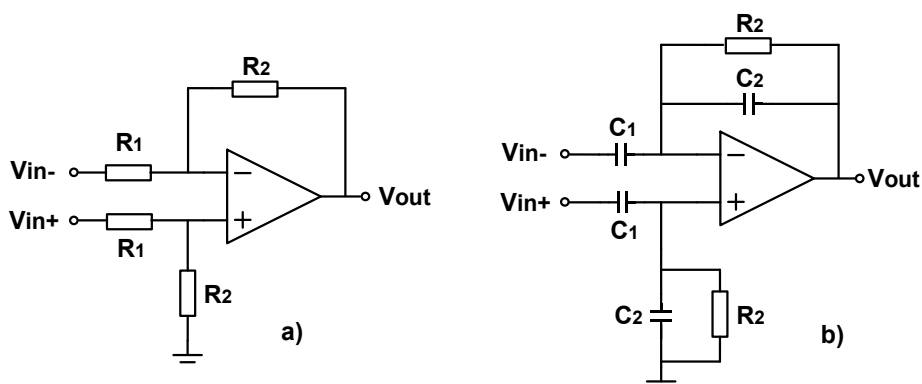 R2
R1
Vin-
Vin+
R1
Vout
R2
a)
R2
C2
C1
Vin-
Vin+
C1
Vout
C2
R2
b)